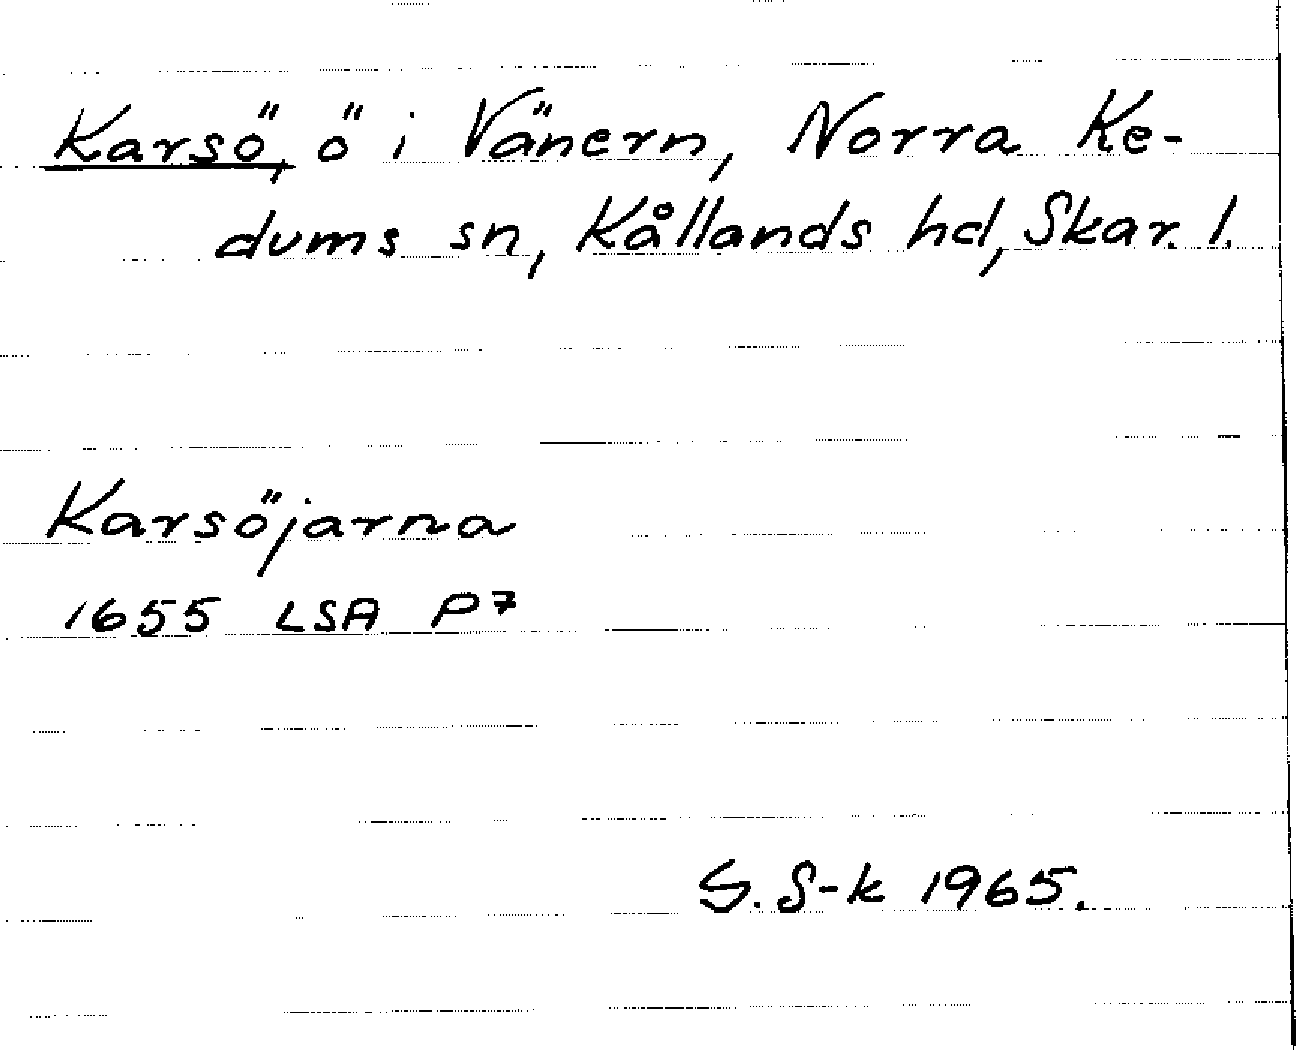 Karsö, ö i Vänern, Norra Ke-
dums sn, Kållands hd, Skar. l.
Karsöjarna
1655 LSA P7
S. S-k 1965.